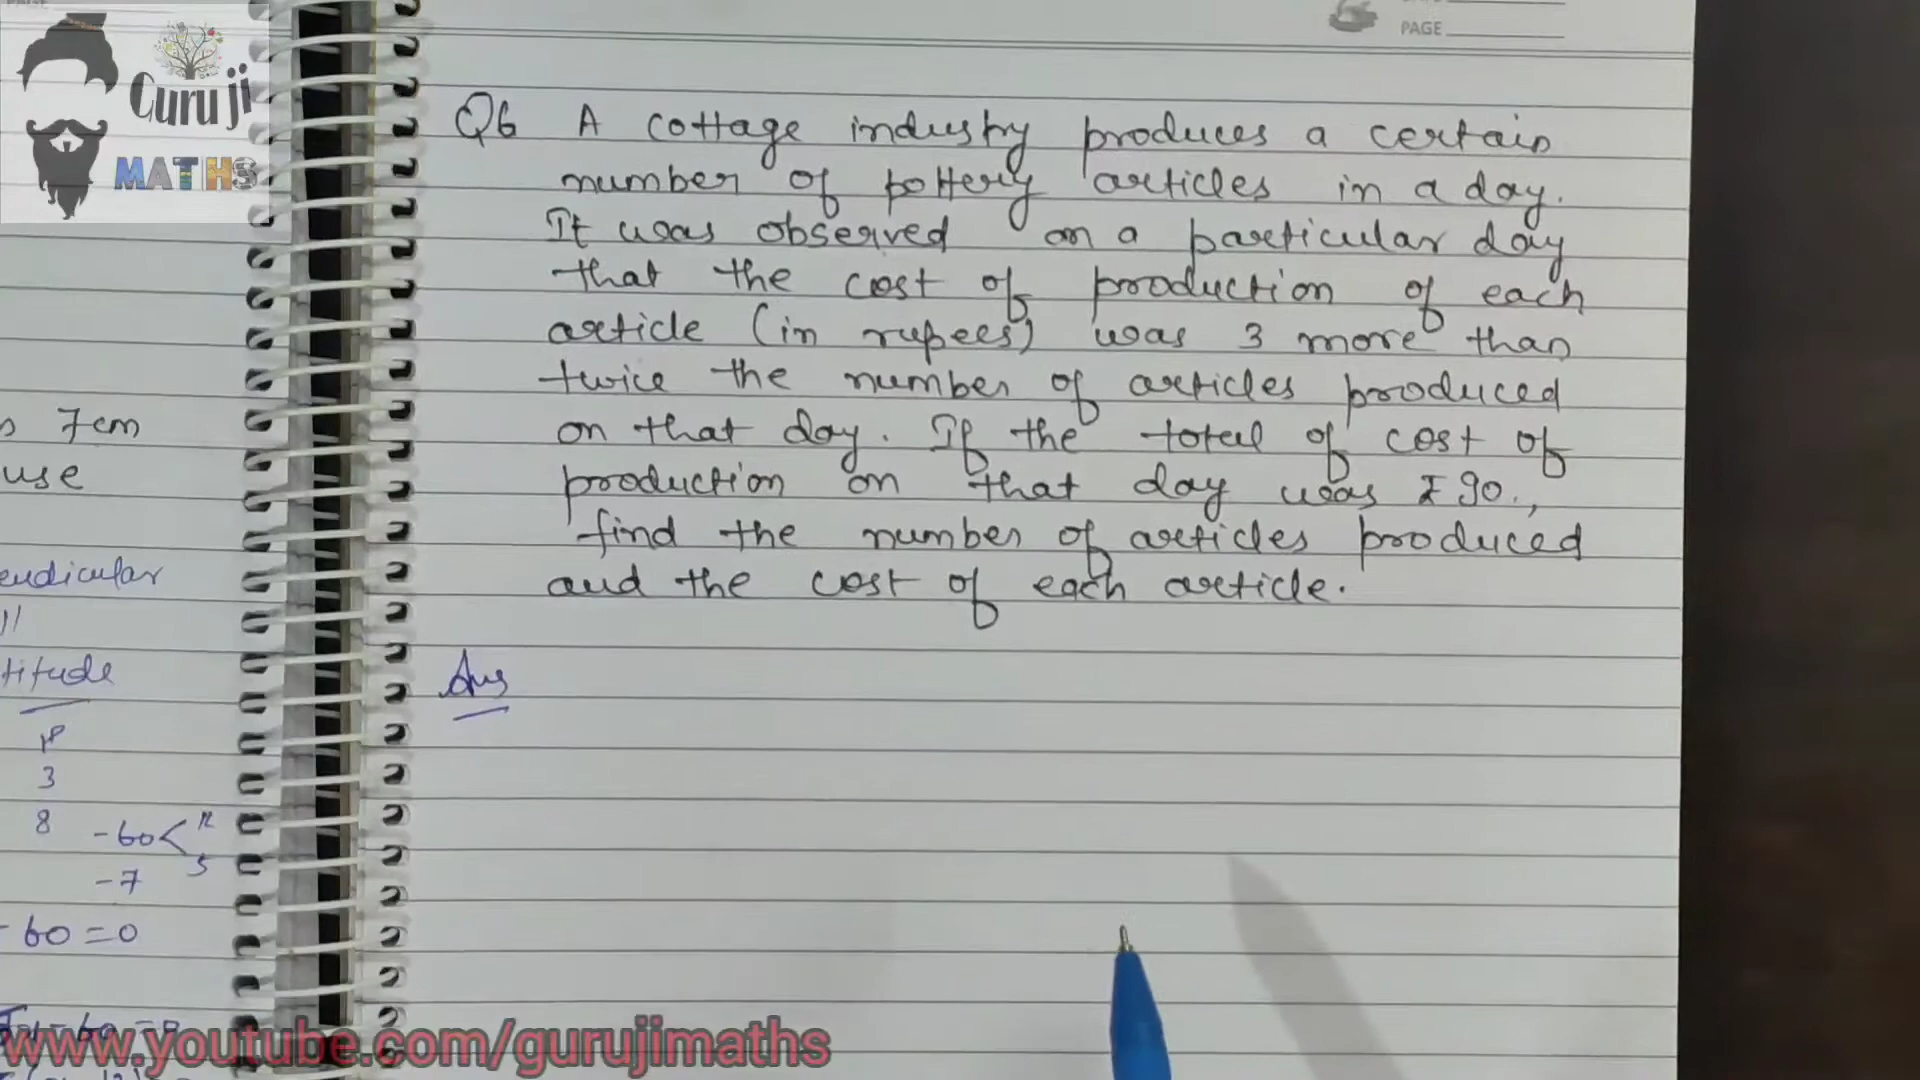 PAGE
Guruji
MATHS
Q6 A cottage industry produces a certain
number of pottery articles in a day.
It was observed on a particular day
that the cost of production of each
article (in rupees) was 3 more than
twice the number of articles produced
on that day. If the total of cost of
production on that day was ₹90.,
find the number of articles produced
and the cost of each article.
Ans
7cm
use
endicular
titude
3
8 -60< 12
5
-7
- 60 = 0
www.youtube.com/gurujimaths